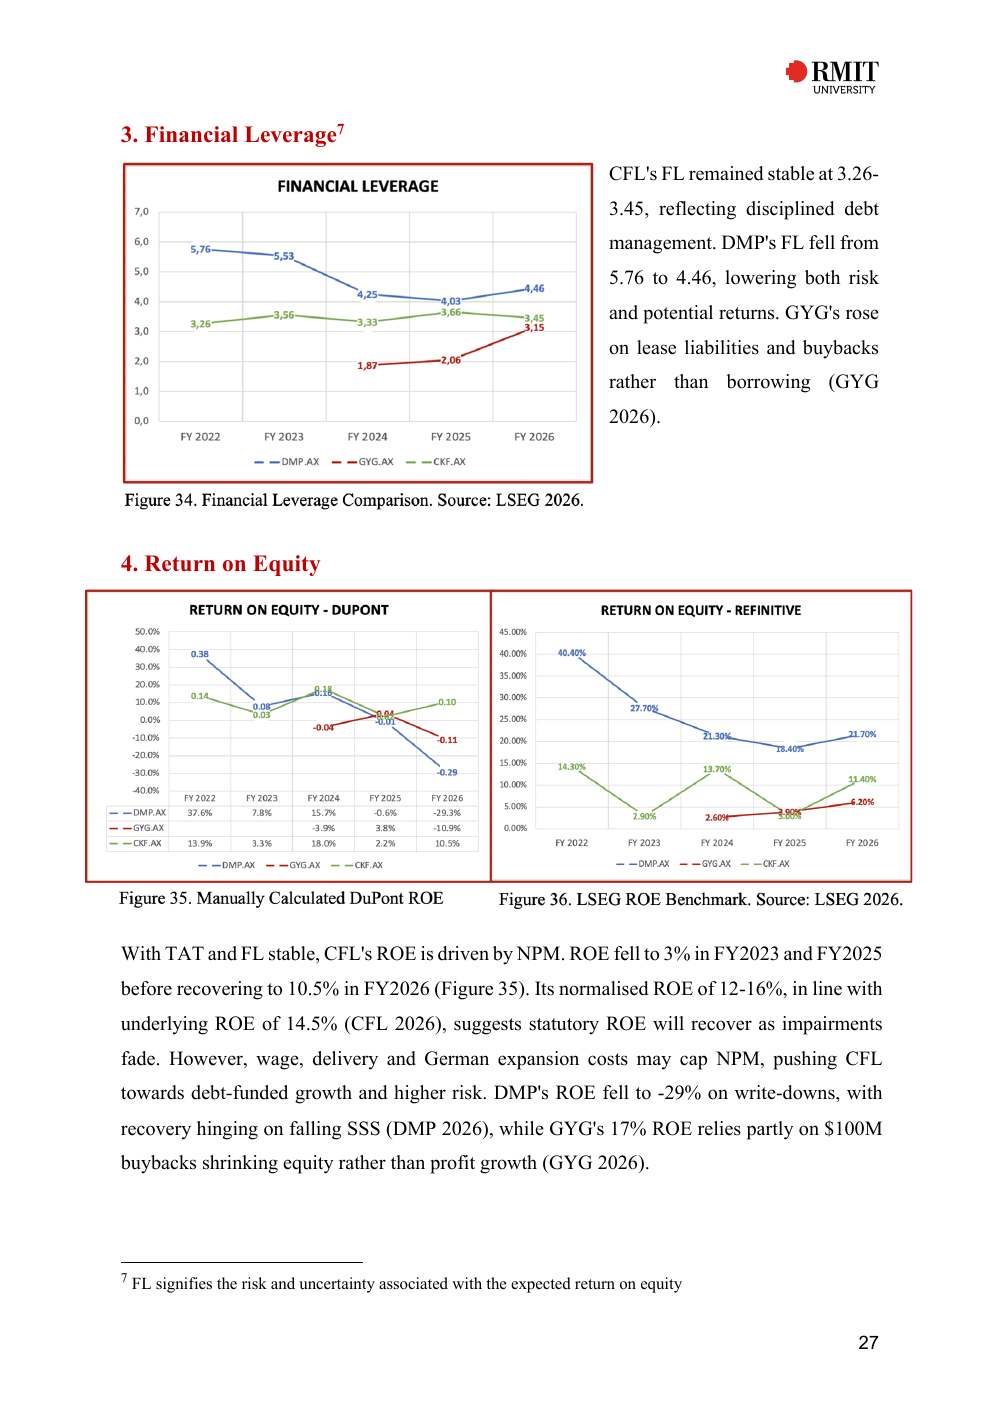 RMIT
UNIVERSITY
3. Financial Leverage7
FINANCIAL LEVERAGE
7,0
6,0
5,0
4,0
3,0
2,0
1,0
0,0
5,76
5,53
4,25
4,03
4,46
3,26
3,56
3,33
3,66
3,45
3,15
1,87
2,06
FY 2022 FY 2023 FY 2024 FY 2025 FY 2026
DMP.AX GYG.AX CKF.AX
Figure 34. Financial Leverage Comparison. Source: LSEG 2026.
CFL's FL remained stable at 3.26-
3.45, reflecting disciplined debt
management. DMP's FL fell from
5.76 to 4.46, lowering both risk
and potential returns. GYG's rose
on lease liabilities and buybacks
rather than borrowing (GYG
2026).
4. Return on Equity
RETURN ON EQUITY - DUPONT
50.0%
40.0%
30.0%
20.0%
10.0%
0.0%
-10.0%
-20.0%
-30.0%
-40.0%
0.38
0.14
0.08
0.03
0.18
0.16
-0.04
0.04
-0.01
0.10
-0.11
-0.29
FY 2022 FY 2023 FY 2024 FY 2025 FY 2026
DMP.AX 37.6% 7.8% 15.7% -0.6% -29.3%
GYG.AX -3.9% 3.8% -10.9%
CKF.AX 13.9% 3.3% 18.0% 2.2% 10.5%
DMP.AX GYG.AX CKF.AX
Figure 35. Manually Calculated DuPont ROE
RETURN ON EQUITY - REFINITIVE
45.00%
40.00%
35.00%
30.00%
25.00%
20.00%
15.00%
10.00%
5.00%
0.00%
40.40%
27.70%
21.30%
18.40%
21.70%
14.30%
2.90%
13.70%
11.40%
2.60%
3.90%
6.20%
FY 2022 FY 2023 FY 2024 FY 2025 FY 2026
DMP.AX GYG.AX CKF.AX
Figure 36. LSEG ROE Benchmark. Source: LSEG 2026.
With TAT and FL stable, CFL's ROE is driven by NPM. ROE fell to 3% in FY2023 and FY2025
before recovering to 10.5% in FY2026 (Figure 35). Its normalised ROE of 12-16%, in line with
underlying ROE of 14.5% (CFL 2026), suggests statutory ROE will recover as impairments
fade. However, wage, delivery and German expansion costs may cap NPM, pushing CFL
towards debt-funded growth and higher risk. DMP's ROE fell to -29% on write-downs, with
recovery hinging on falling SSS (DMP 2026), while GYG's 17% ROE relies partly on $100M
buybacks shrinking equity rather than profit growth (GYG 2026).
7 FL signifies the risk and uncertainty associated with the expected return on equity
27